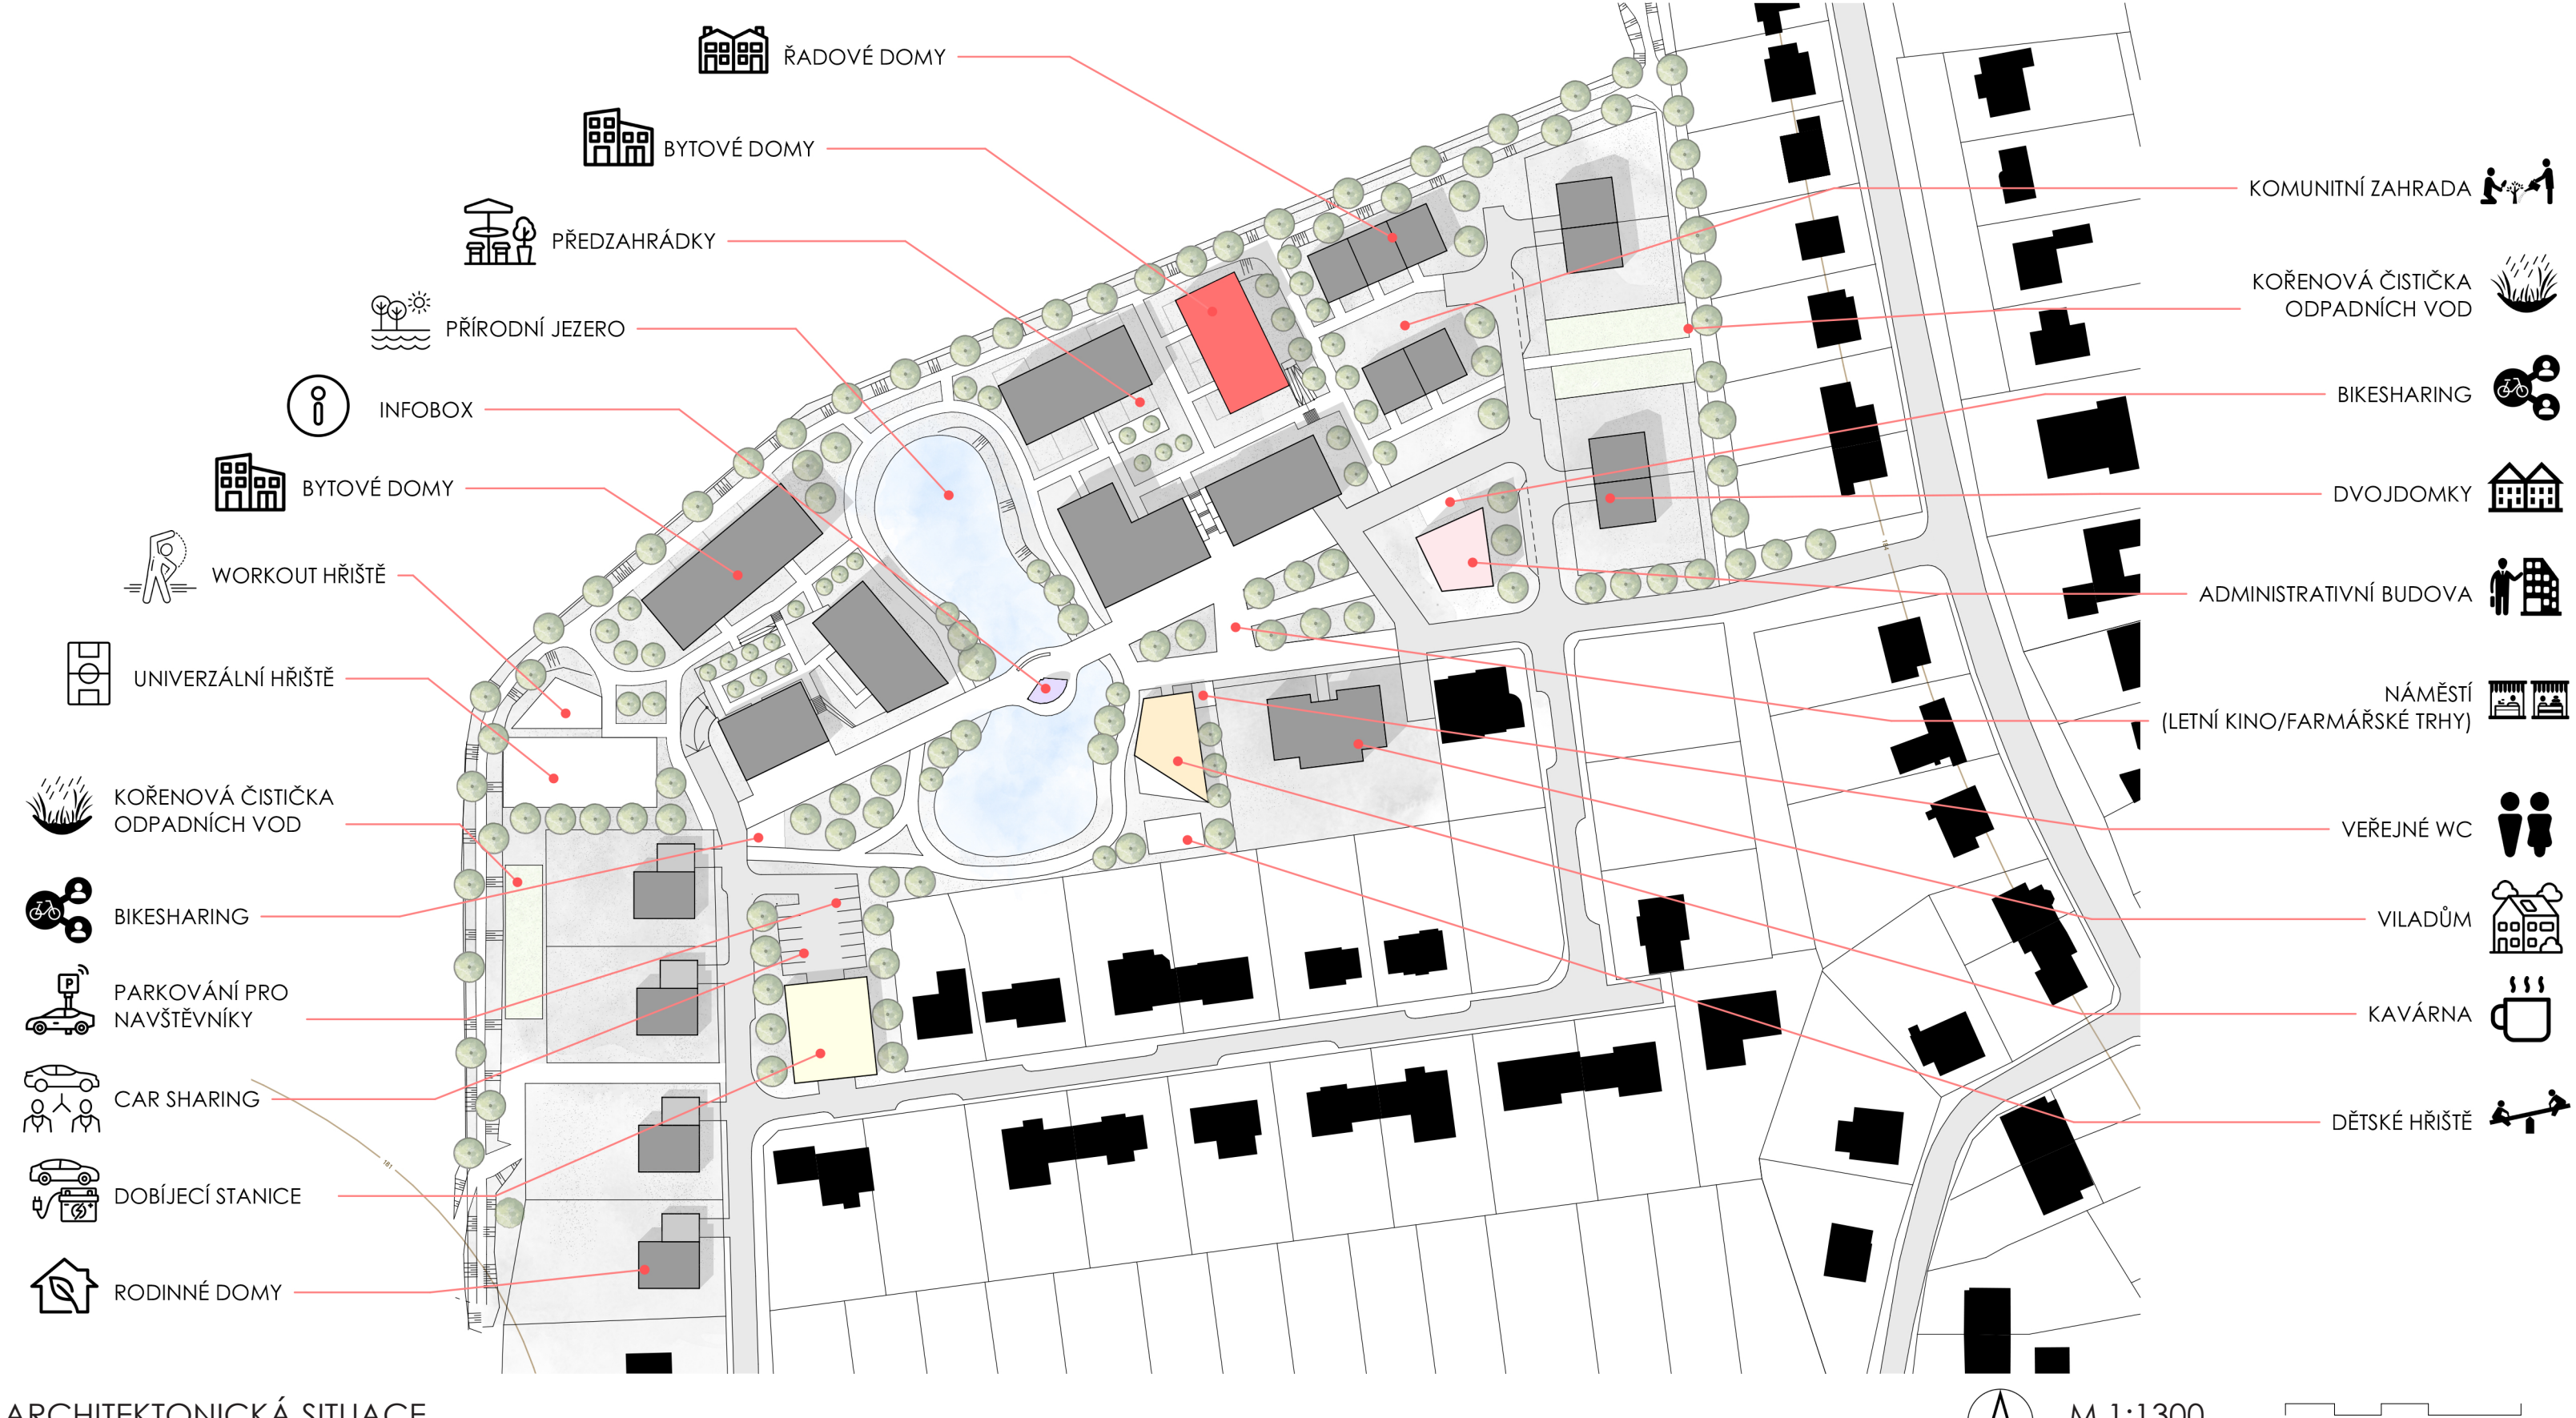 ŘADOVÉ DOMY
BYTOVÉ DOMY
PŘEDZAHRÁDKY
PŘÍRODNÍ JEZERO
INFOBOX
BYTOVÉ DOMY
WORKOUT HŘIŠTĚ
UNIVERZÁLNÍ HŘIŠTĚ
KOŘENOVÁ ČISTIČKA
ODPADNÍCH VOD
BIKESHARING
P
PARKOVÁNÍ PRO
NAVŠTĚVNÍKY
CAR SHARING
DOBÍJECÍ STANICE
RODINNÉ DOMY
KOMUNITNÍ ZAHRADA
KOŘENOVÁ ČISTIČKA
ODPADNÍCH VOD
BIKESHARING
DVOJDOMKY
ADMINISTRATIVNÍ BUDOVA
NÁMĚSTÍ
(LETNÍ KINO/FARMÁŘSKÉ TRHY)
VEŘEJNÉ WC
VILADŮM
KAVÁRNA
DĚTSKÉ HŘIŠTĚ
181
ARCHITEKTONICKÁ SITUACE
M 1:1300